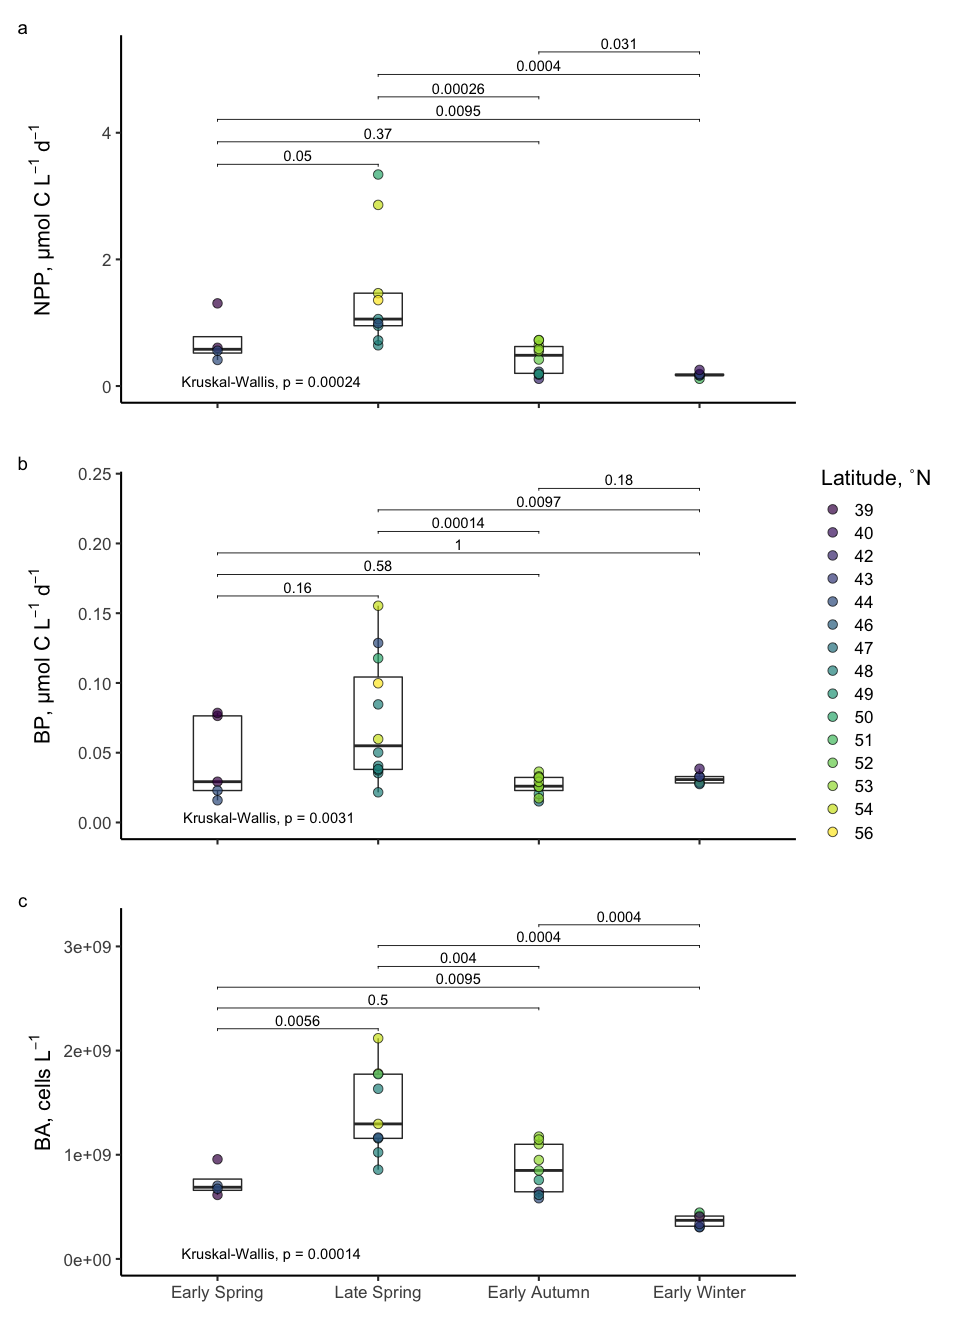 a
0.031
0.0004
0.00026
0.0095
0.37
0.05
4
2
0
NPP, µmol C L⁻¹ d⁻¹
Kruskal-Wallis, p = 0.00024
b
0.25
0.20
0.15
0.10
0.05
0.00
BP, µmol C L⁻¹ d⁻¹
0.18
0.0097
0.00014
1
0.58
0.16
Kruskal-Wallis, p = 0.0031
Latitude, °N
39
40
42
43
44
46
47
48
49
50
51
52
53
54
56
c
3e+09
2e+09
1e+09
0e+00
BA, cells L⁻¹
0.0004
0.0004
0.004
0.0095
0.5
0.0056
Kruskal-Wallis, p = 0.00014
Early Spring
Late Spring
Early Autumn
Early Winter